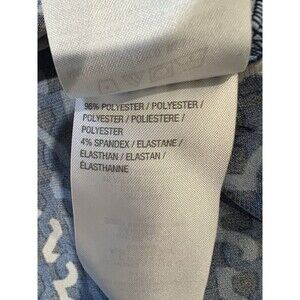 96% POLYESTER / POLYESTER /
POLYESTER / POLIESTERE /
POLYESTER
4% SPANDEX / ELASTANE /
ELASTHAN / ELASTAN /
ÉLASTHANNE